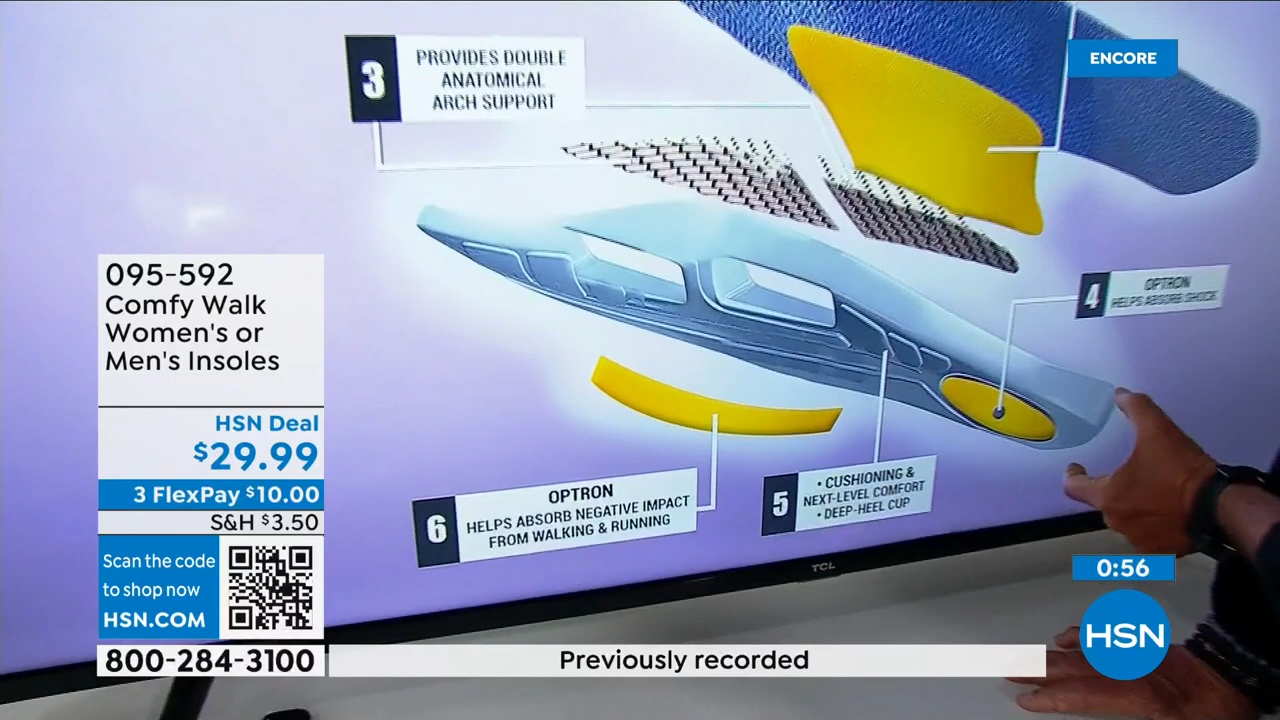 3
PROVIDES DOUBLE
ANATOMICAL
ARCH SUPPORT
ENCORE
4
OPTRON
HELPS ABSORB SHOCK
095-592
Comfy Walk
Women's or
Men's Insoles
HSN Deal
$29.99
3 FlexPay $10.00
S&H $3.50
Scan the code
to shop now
HSN.COM
800-284-3100
6
OPTRON
HELPS ABSORB NEGATIVE IMPACT
FROM WALKING & RUNNING
5
• CUSHIONING &
NEXT-LEVEL COMFORT
• DEEP-HEEL CUP
TCL
0:56
HSN
Previously recorded